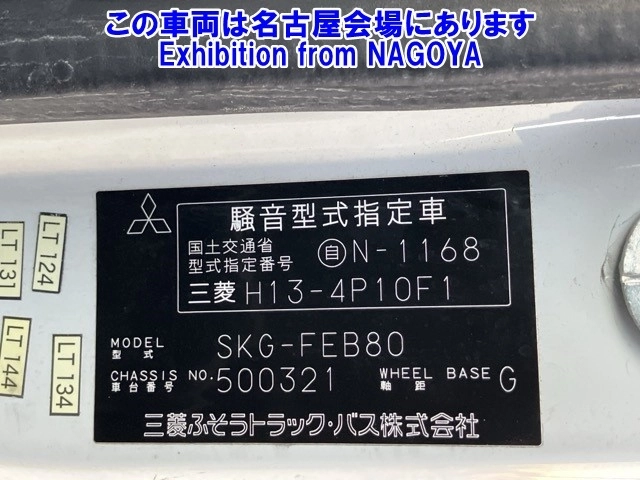 この車両は名古屋会場にあります
Exhibition from NAGOYA
騒音型式指定車
国土交通省
型式指定番号 自 N-1168
三菱 H13-4P10F1
MODEL
型式 SKG-FEB80
CHASSIS NO.
車台番号 500321 WHEEL BASE
軸距 G
三菱ふそうトラック・バス株式会社
LT 131
LT 124
LT 144
LT 134